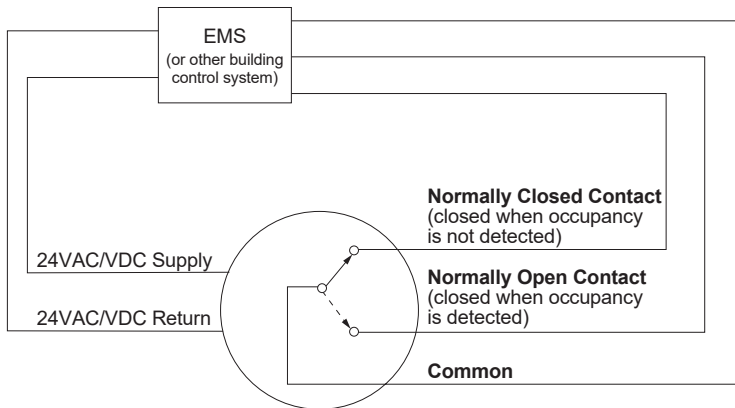 EMS
(or other building
control system)
Normally Closed Contact
(closed when occupancy
is not detected)
24VAC/VDC Supply
Normally Open Contact
(closed when occupancy
is detected)
24VAC/VDC Return
Common